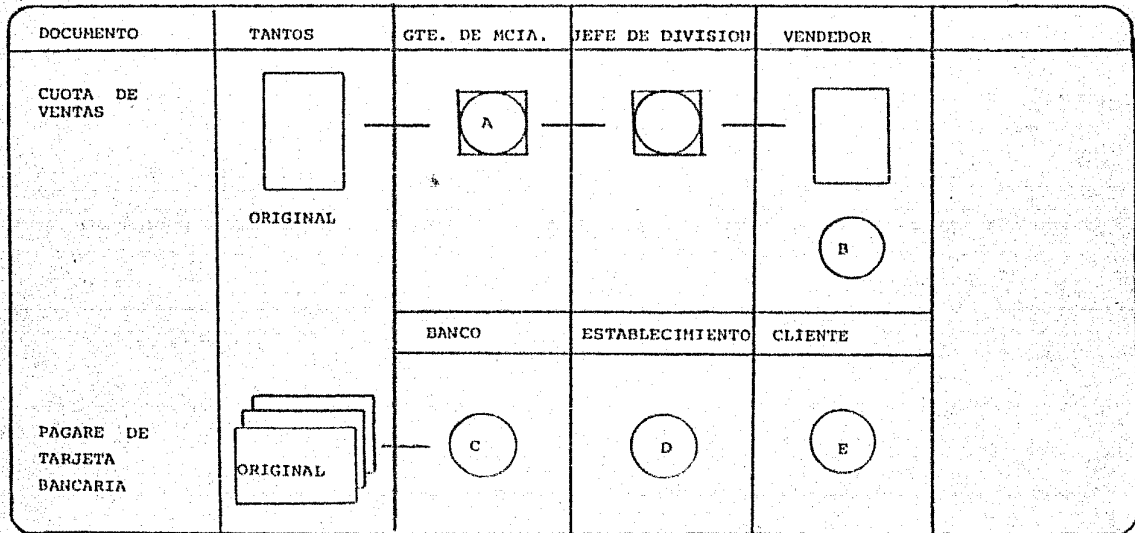 DOCUMENTO TANTOS GTE. DE MCIA. JEFE DE DIVISION VENDEDOR
CUOTA DE
VENTAS
A
ORIGINAL
B
BANCO ESTABLECIMIENTO CLIENTE
PAGARE DE
TARJETA
BANCARIA
ORIGINAL
C
D
E